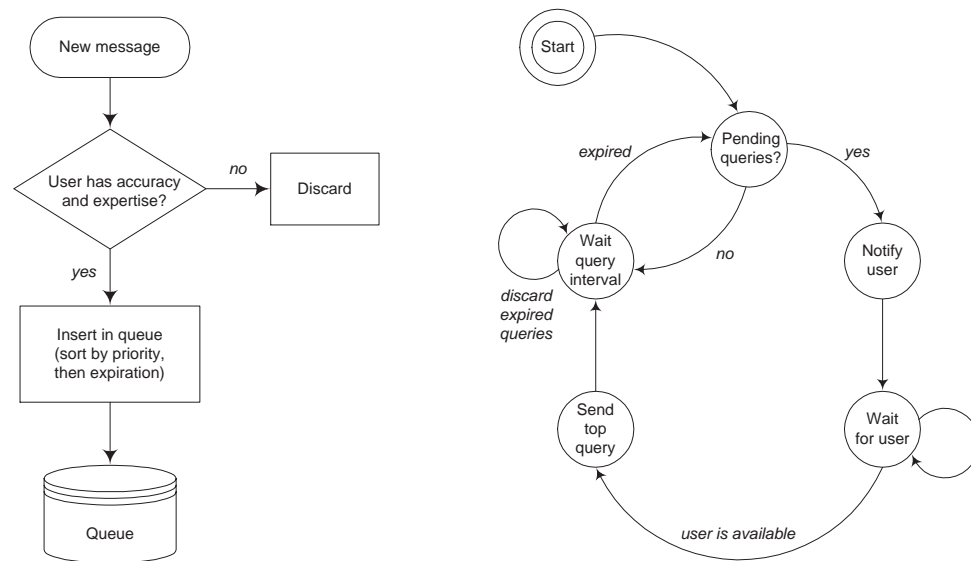 New message
User has accuracy
and expertise?
no
Discard
yes
Insert in queue
(sort by priority,
then expiration)
Queue
Start
Pending
queries?
expired
yes
Wait
query
interval
no
Notify
user
discard
expired
queries
Send
top
query
Wait
for user
user is available